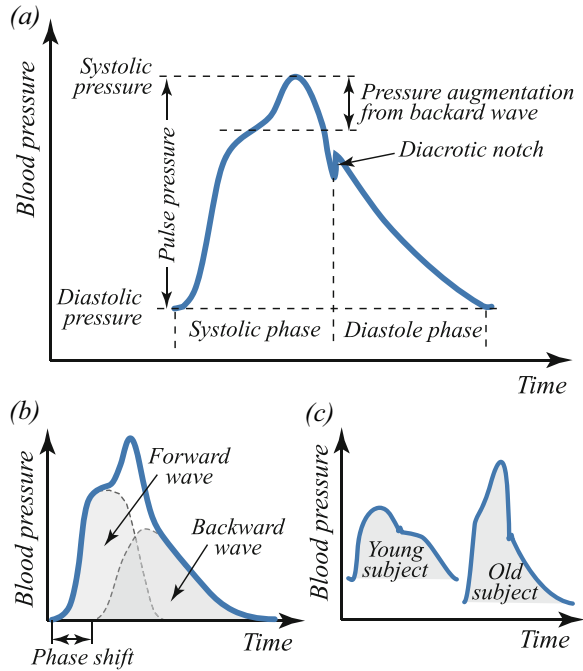 (a)
Blood pressure
Systolic
pressure
Pulse pressure
Pressure augmentation
from backard wave
Diacrotic notch
Diastolic
pressure
Systolic phase
Diastole phase
Time
(b)
Blood pressure
Forward
wave
Backward
wave
Phase shift
Time
(c)
Blood pressure
Young
subject
Old
subject
Time